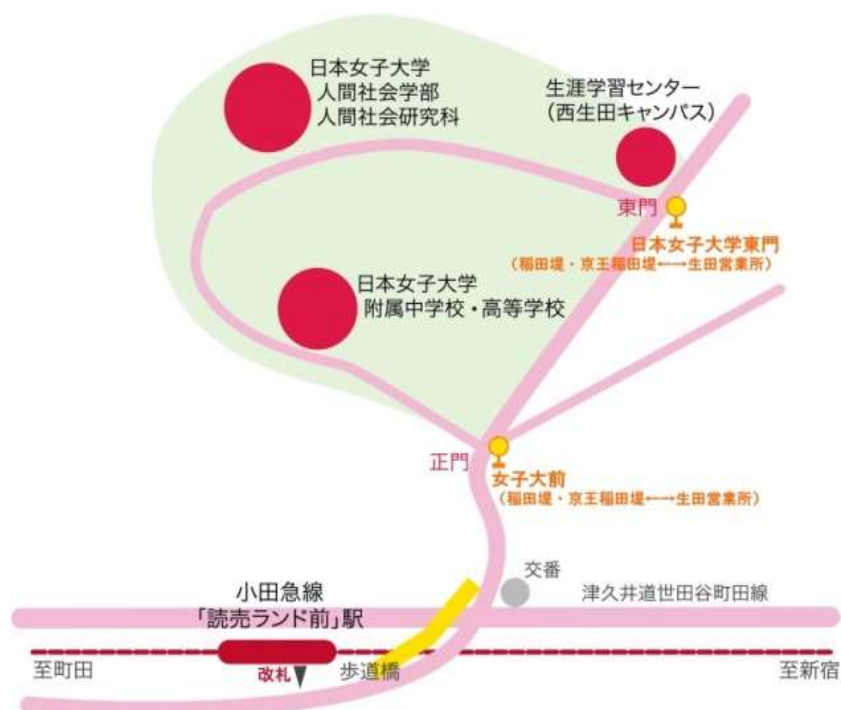 日本女子大学
人間社会学部
人間社会研究科
生涯学習センター
(西生田キャンパス)
東門
日本女子大学東門
(稲田堤・京王稲田堤←→生田営業所)
日本女子大学
附属中学校・高等学校
正門
女子大前
(稲田堤・京王稲田堤←→生田営業所)
交番
小田急線
「読売ランド前」駅
津久井道世田谷町田線
至町田
改札
歩道橋
至新宿